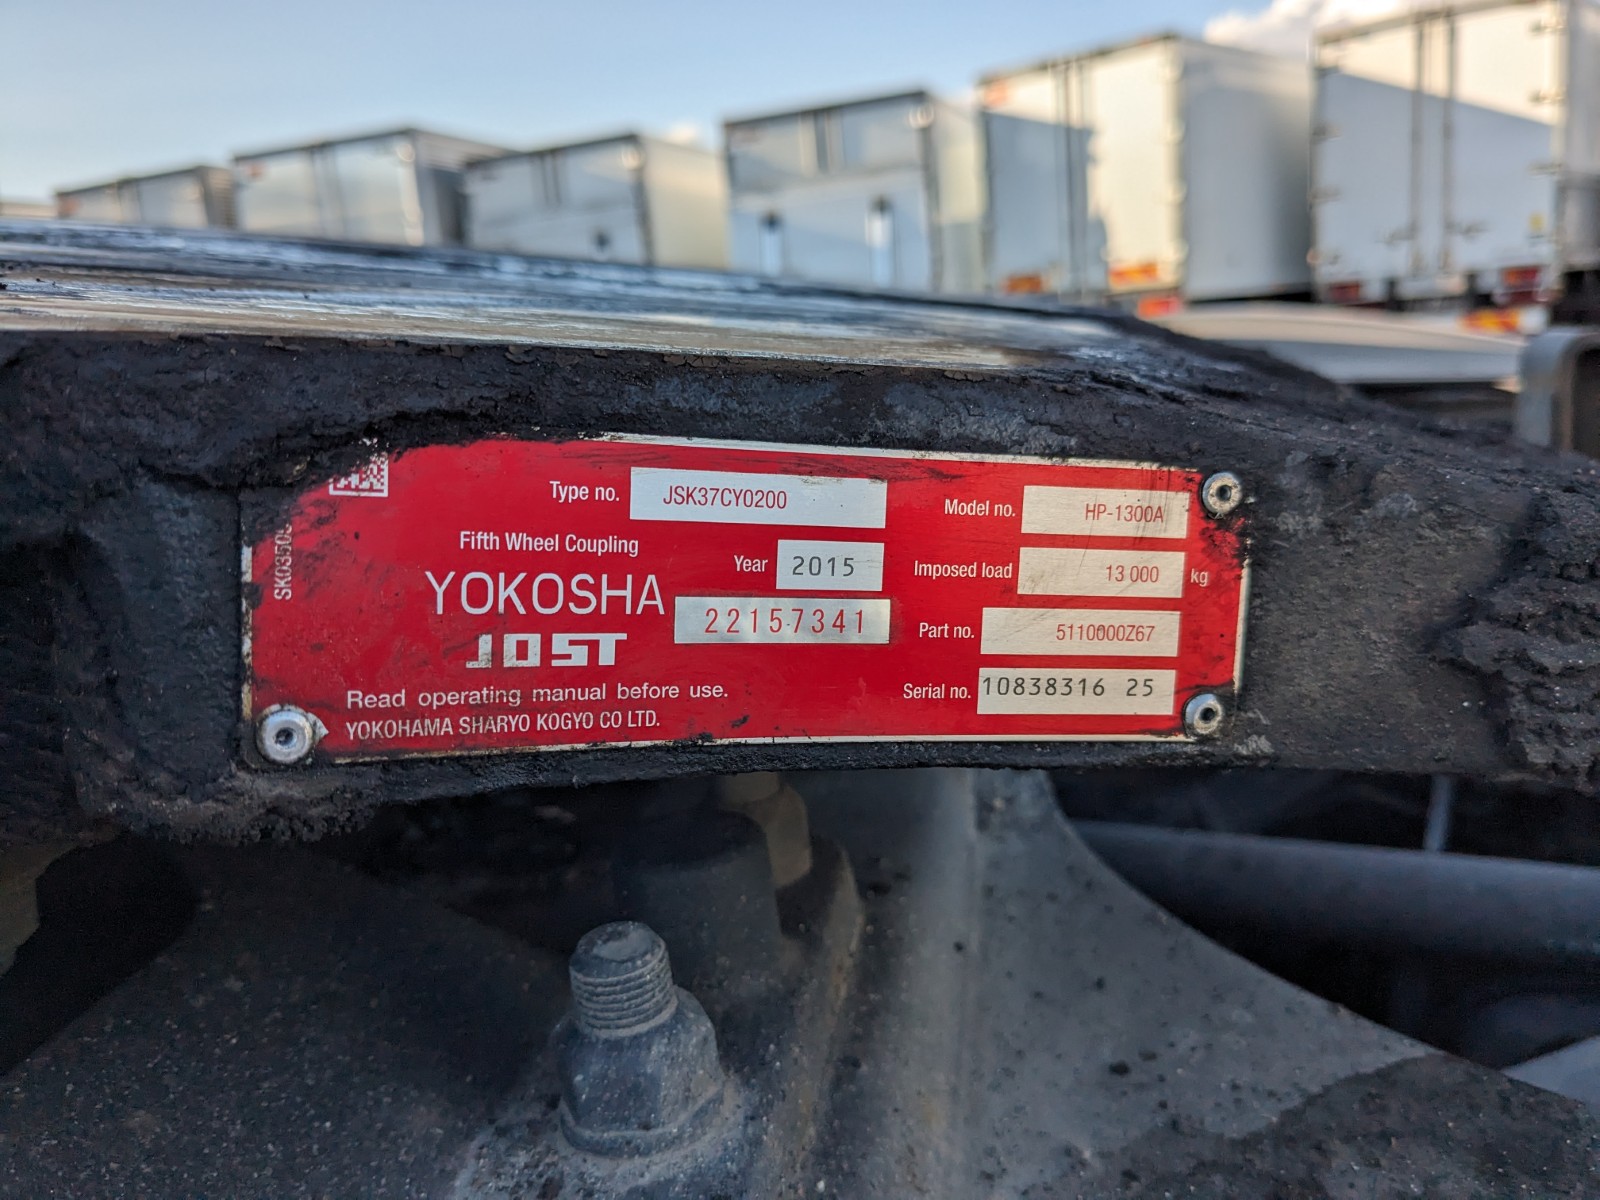 Type no. JSK37CY0200
Model no. HP-1300A
Fifth Wheel Coupling
Year 2015
Imposed load 13 000 kg
YOKOSHA
22157341
JOST
Part no. 5110000Z67
Serial no. 10838316 25
Read operating manual before use.
YOKOHAMA SHARYO KOGYO CO LTD.